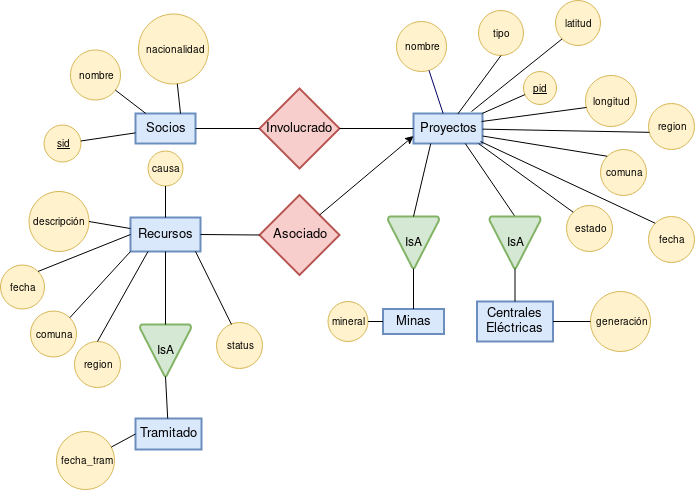 latitud
tipo
nombre
nacionalidad
nombre
pid
longitud
region
Socios
Involucrado
Proyectos
sid
causa
comuna
descripción
Recursos
Asociado
estado
fecha
IsA
IsA
fecha
mineral
Minas
Centrales
Eléctricas
generación
comuna
region
IsA
status
Tramitado
fecha_tram